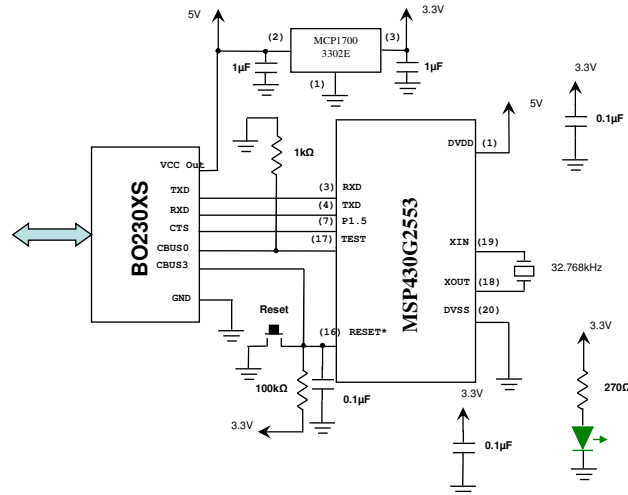 5V
(2)
MCP1700
3302E
(3)
3.3V
1µF
(1)
1µF
3.3V
5V
0.1µF
VCC Out
1kΩ
DVDD
(1)
BO230XS
TXD
(3)
RXD
RXD
(4)
TXD
CTS
(7)
P1.5
CBUS0
(17)
TEST
CBUS3
GND
MSP430G2553
XIN
(19)
32.768kHz
XOUT
(18)
DVSS
(20)
Reset
(16)
RESET*
3.3V
100kΩ
0.1µF
3.3V
270Ω
3.3V
0.1µF